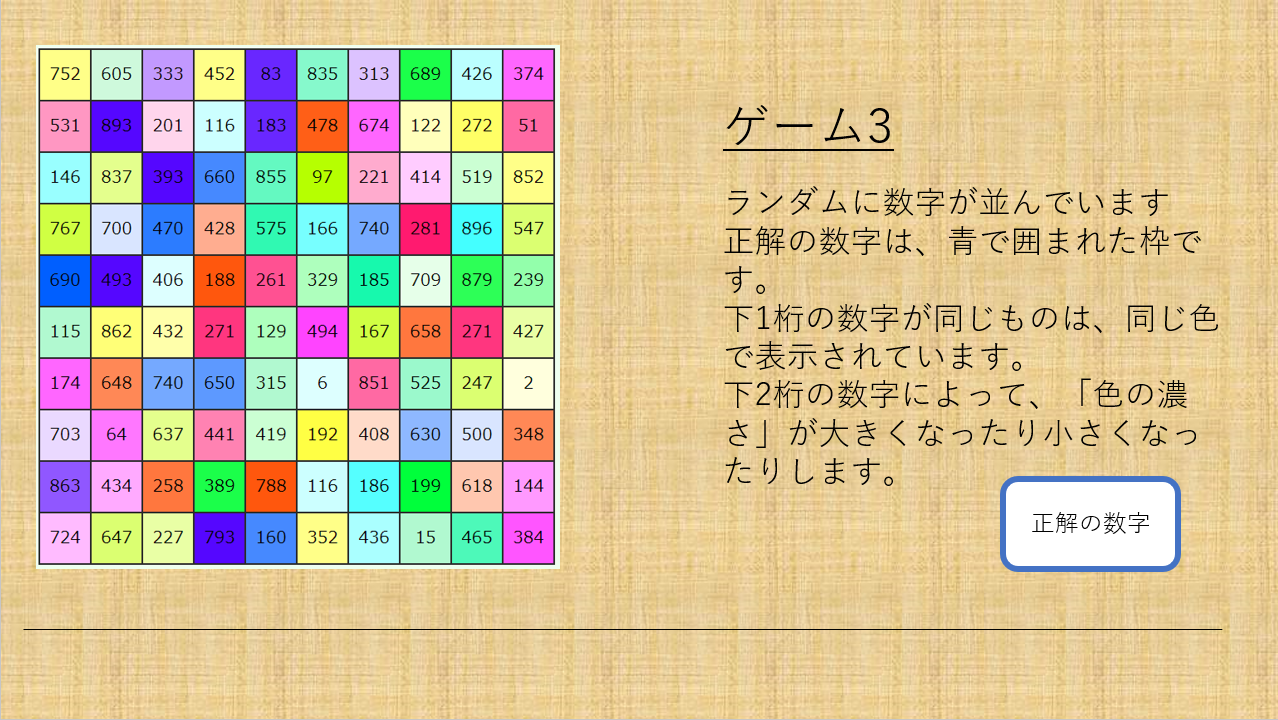 752 605 333 452 83 835 313 689 426 374
531 893 201 116 183 478 674 122 272 51
146 837 393 660 855 97 221 414 519 852
767 700 470 428 575 166 740 281 896 547
690 493 406 188 261 329 185 709 879 239
115 862 432 271 129 494 167 658 271 427
174 648 740 650 315 6 851 525 247 2
703 64 637 441 419 192 408 630 500 348
863 434 258 389 788 116 186 199 618 144
724 647 227 793 160 352 436 15 465 384
ゲーム3
ランダムに数字が並んでいます
正解の数字は、青で囲まれた枠で
す。
下1桁の数字が同じものは、同じ色
で表示されています。
下2桁の数字によって、「色の濃
さ」が大きくなったり小さくなっ
たりします。
正解の数字